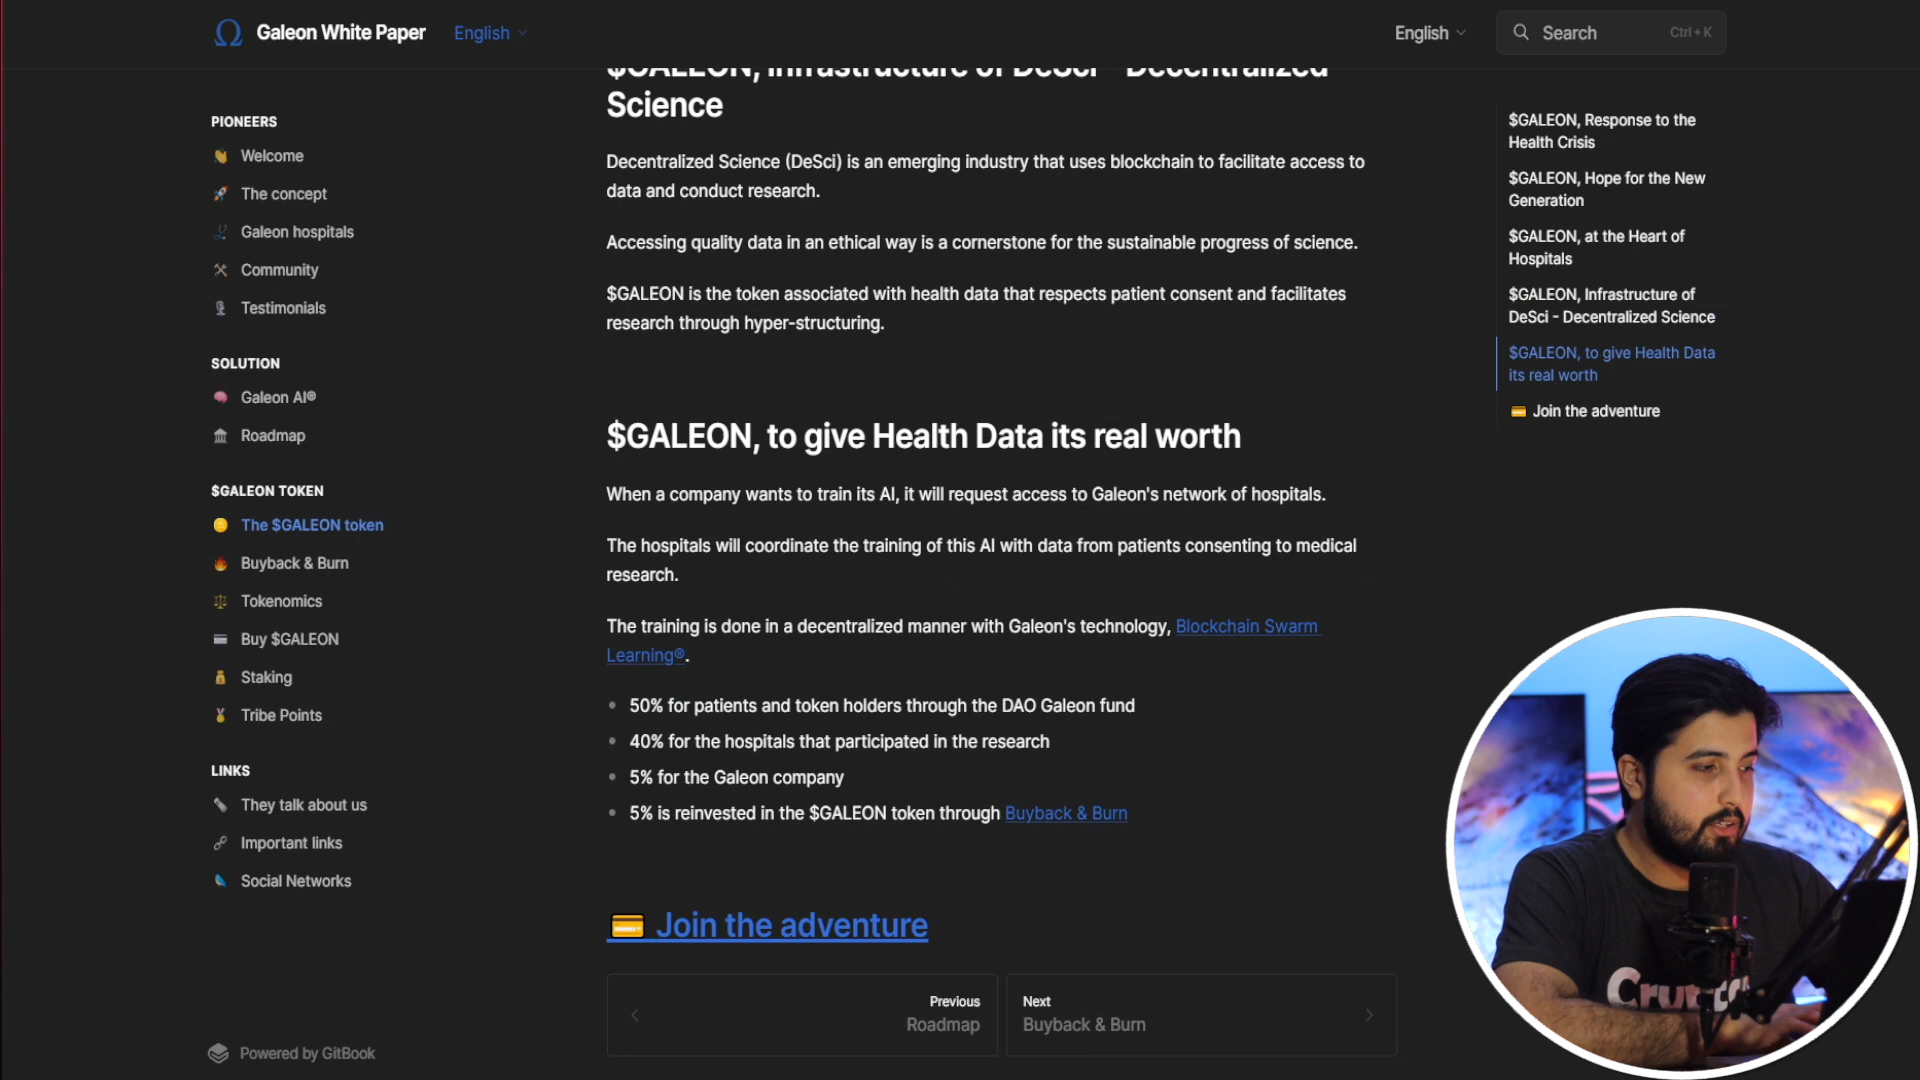 Galeon White Paper
English
English
Search
Ctrl + K
PIONEERS
Welcome
The concept
Galeon hospitals
Community
Testimonials
SOLUTION
Galeon AI®
Roadmap
$GALEON TOKEN
The $GALEON token
Buyback & Burn
Tokenomics
Buy $GALEON
Staking
Tribe Points
LINKS
They talk about us
Important links
Social Networks
Powered by GitBook
$GALEON, Infrastructure of DeSci - Decentralized
Science
Decentralized Science (DeSci) is an emerging industry that uses blockchain to facilitate access to
data and conduct research.
Accessing quality data in an ethical way is a cornerstone for the sustainable progress of science.
$GALEON is the token associated with health data that respects patient consent and facilitates
research through hyper-structuring.
$GALEON, to give Health Data its real worth
When a company wants to train its AI, it will request access to Galeon's network of hospitals.
The hospitals will coordinate the training of this AI with data from patients consenting to medical
research.
The training is done in a decentralized manner with Galeon's technology, Blockchain Swarm
Learning®.
• 50% for patients and token holders through the DAO Galeon fund
• 40% for the hospitals that participated in the research
• 5% for the Galeon company
• 5% is reinvested in the $GALEON token through Buyback & Burn
Join the adventure
Previous
Roadmap
Next
Buyback & Burn
$GALEON, Response to the
Health Crisis
$GALEON, Hope for the New
Generation
$GALEON, at the Heart of
Hospitals
$GALEON, Infrastructure of
DeSci - Decentralized Science
$GALEON, to give Health Data
its real worth
Join the adventure